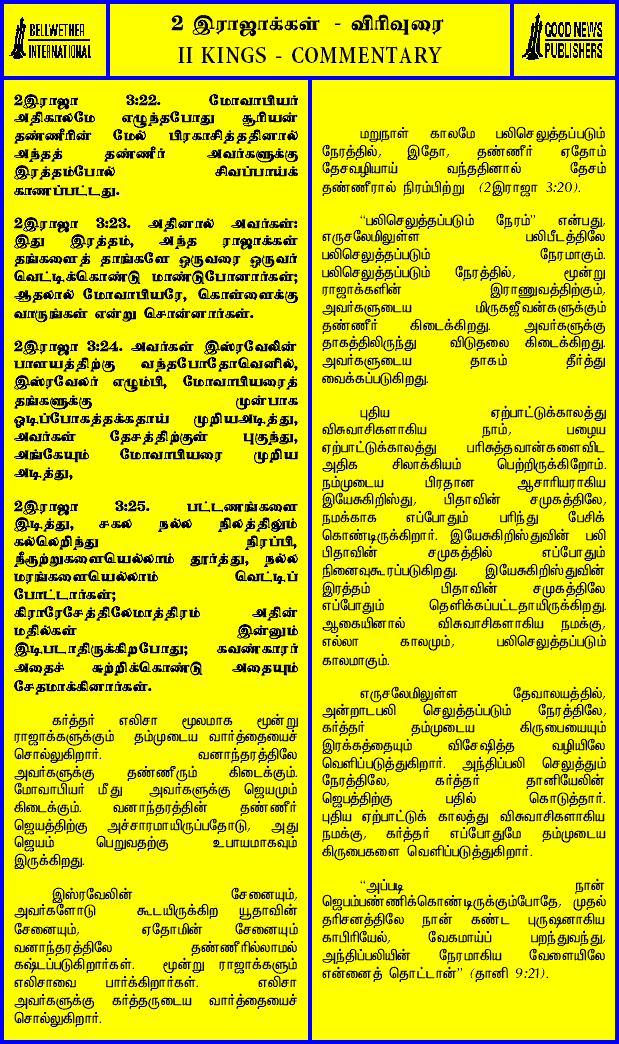 BELLWETHER
INTERNATIONAL
2 இராஜாக்கள் - விரிவுரை
II KINGS - COMMENTARY
GOOD NEWS
PUBLISHERS
2இராஜா 3:22. மோவாபியர்
அதிகாலமே எழுந்தபோது சூரியன்
தண்ணீரின் மேல் பிரகாசித்ததினால்
அந்தத் தண்ணீர் அவர்களுக்கு
இரத்தம்போல் சிவப்பாய்க்
காணப்பட்டது.
2இராஜா 3:23. அதினால் அவர்கள்:
இது இரத்தம், அந்த ராஜாக்கள்
தங்களைத் தாங்களே ஒருவரை ஒருவர்
வெட்டிக்கொண்டு மாண்டுபோனார்கள்;
ஆதலால் மோவாபியரே, கொள்ளைக்கு
வாருங்கள் என்று சொன்னார்கள்.
2இராஜா 3:24. அவர்கள் இஸ்ரவேலின்
பாளயத்திற்கு வந்தபோதோவெனில்,
இஸ்ரவேலர் எழும்பி, மோவாபியரைத்
தங்களுக்கு முன்பாக
ஓடிப்போகத்தக்கதாய் முறியஅடித்து,
அவர்கள் தேசத்திற்குள் புகுந்து,
அங்கேயும் மோவாபியரை முறிய
அடித்து,
2இராஜா 3:25. பட்டணங்களை
இடித்து, சகல நல்ல நிலத்திலும்
கல்லெறிந்து நிரப்பி,
நீரூற்றுகளையெல்லாம் தூர்த்து, நல்ல
மரங்களையெல்லாம் வெட்டிப்
போட்டார்கள்;
கிராரேசேத்திலேமாத்திரம் அதின்
மதில்கள் இன்னும்
இடிபடாதிருக்கிறபோது; கவண்காரர்
அதைச் சுற்றிக்கொண்டு அதையும்
சேதமாக்கினார்கள்.
கர்த்தர் எலிசா மூலமாக மூன்று
ராஜாக்களுக்கும் தம்முடைய வார்த்தையைச்
சொல்லுகிறார். வனாந்தரத்திலே
அவர்களுக்கு தண்ணீரும் கிடைக்கும்.
மோவாபியர் மீது அவர்களுக்கு ஜெயமும்
கிடைக்கும். வனாந்தரத்தின் தண்ணீர்
ஜெயத்திற்கு அச்சாரமாயிருப்பதோடு, அது
ஜெயம் பெறுவதற்கு உபாயமாகவும்
இருக்கிறது.
இஸ்ரவேலின் சேனையும்,
அவர்களோடு கூடயிருக்கிற யூதாவின்
சேனையும், ஏதோமின் சேனையும்
வனாந்தரத்திலே தண்ணீரில்லாமல்
கஷ்டப்படுகிறார்கள். மூன்று ராஜாக்களும்
எலிசாவை பார்க்கிறார்கள். எலிசா
அவர்களுக்கு கர்த்தருடைய வார்த்தையைச்
சொல்லுகிறார்.
மறுநாள் காலமே பலிசெலுத்தப்படும்
நேரத்தில், இதோ, தண்ணீர் ஏதோம்
தேசவழியாய் வந்ததினால் தேசம்
தண்ணீரால் நிரம்பிற்று (2இராஜா 3:20).
“பலிசெலுத்தப்படும் நேரம்” என்பது,
எருசலேமிலுள்ள பலிபீடத்திலே
பலிசெலுத்தப்படும் நேரமாகும்.
பலிசெலுத்தப்படும் நேரத்தில், மூன்று
ராஜாக்களின் இராணுவத்திற்கும்,
அவர்களுடைய மிருகஜீவன்களுக்கும்
தண்ணீர் கிடைக்கிறது. அவர்களுக்கு
தாகத்திலிருந்து விடுதலை கிடைக்கிறது.
அவர்களுடைய தாகம் தீர்த்து
வைக்கப்படுகிறது.
புதிய ஏற்பாட்டுக்காலத்து
விசுவாசிகளாகிய நாம், பழைய
ஏற்பாட்டுக்காலத்து பரிசுத்தவான்களைவிட
அதிக சிலாக்கியம் பெற்றிருக்கிறோம்.
நம்முடைய பிரதான ஆசாரியராகிய
இயேசுகிறிஸ்து, பிதாவின் சமுகத்திலே,
நமக்காக எப்போதும் பரிந்து பேசிக்
கொண்டிருக்கிறார். இயேசுகிறிஸ்துவின் பலி
பிதாவின் சமுகத்தில் எப்போதும்
நினைவுகூரப்படுகிறது. இயேசுகிறிஸ்துவின்
இரத்தம் பிதாவின் சமுகத்திலே
எப்போதும் தெளிக்கப்பட்டதாயிருக்கிறது.
ஆகையினால் விசுவாசிகளாகிய நமக்கு,
எல்லா காலமும், பலிசெலுத்தப்படும்
காலமாகும்.
எருசலேமிலுள்ள தேவாலயத்தில்,
அன்றாடபலி செலுத்தப்படும் நேரத்திலே,
கர்த்தர் தம்முடைய கிருபையையும்
இரக்கத்தையும் விசேஷித்த வழியிலே
வெளிப்படுத்துகிறார். அந்திப்பலி செலுத்தும்
நேரத்திலே, கர்த்தர் தானியேலின்
ஜெபத்திற்கு பதில் கொடுத்தார்.
புதிய ஏற்பாட்டுக் காலத்து விசுவாசிகளாகிய
நமக்கு, கர்த்தர் எப்போதுமே தம்முடைய
கிருபைகளை வெளிப்படுத்துகிறார்.
“அப்படி நான்
ஜெபம்பண்ணிக்கொண்டிருக்கும்போதே, முதல்
தரிசனத்திலே நான் கண்ட புருஷனாகிய
காபிரியேல், வேகமாய்ப் பறந்துவந்து,
அந்திப்பலியின் நேரமாகிய வேளையிலே
என்னைத் தொட்டான்” (தானி 9:21).